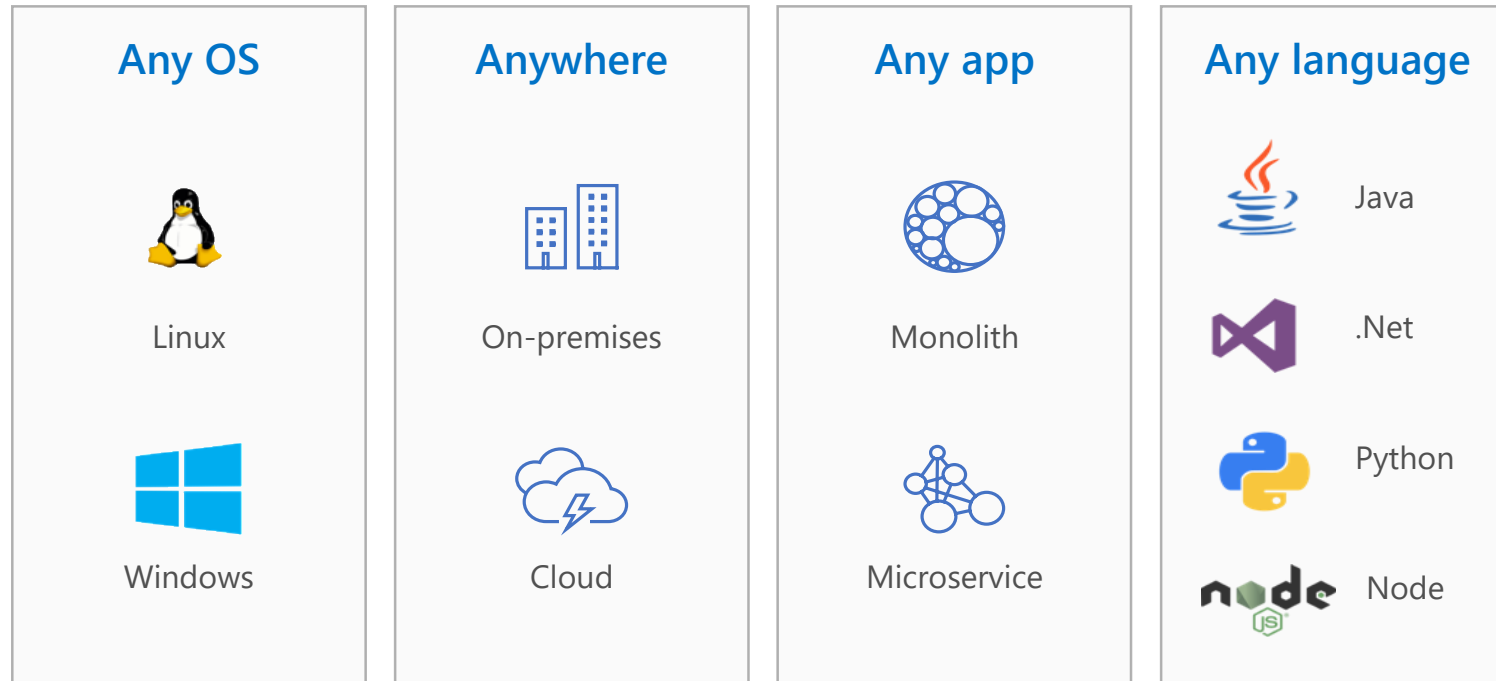 Any OS
Linux
Windows
Anywhere
On-premises
Cloud
Any app
Monolith
Microservice
Any language
Java
.Net
Python
node
JS
Node